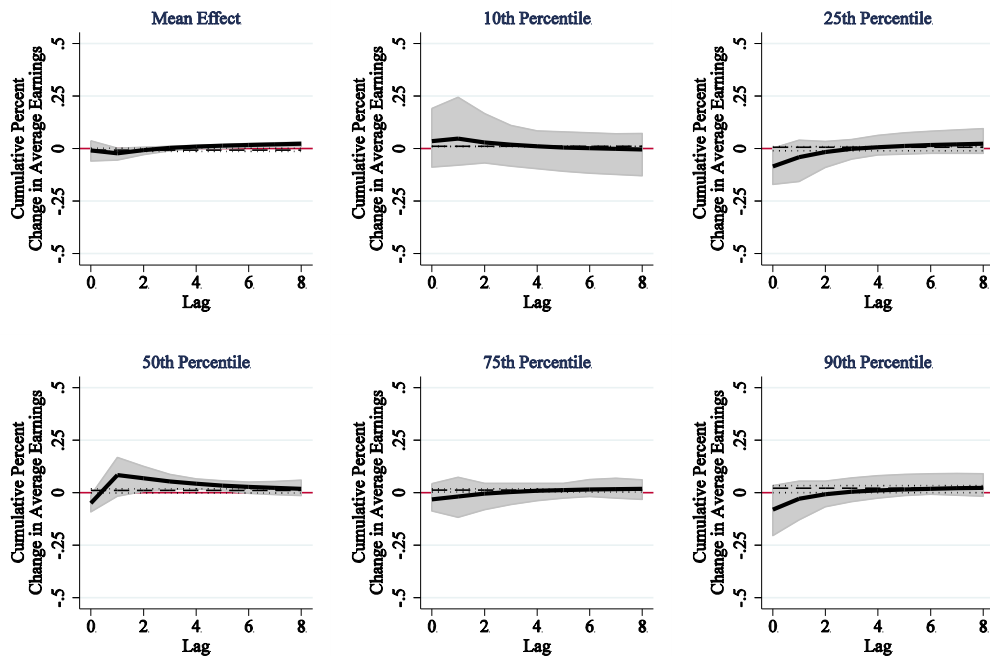 Mean Effect
Cumulative Percent
Change in Average Earnings
.5
.25
0
-.25
-.5
0. 2. 4. 6. 8.
Lag
10th Percentile
Cumulative Percent
Change in Average Earnings
.5
.25
0
-.25
-.5
0. 2. 4. 6. 8.
Lag
25th Percentile
Cumulative Percent
Change in Average Earnings
.5
.25
0
-.25
-.5
0. 2. 4. 6. 8.
Lag
50th Percentile
Cumulative Percent
Change in Average Earnings
.5
.25
0
-.25
-.5
0. 2. 4. 6. 8.
Lag
75th Percentile
Cumulative Percent
Change in Average Earnings
.5
.25
0
-.25
-.5
0. 2. 4. 6. 8.
Lag
90th Percentile
Cumulative Percent
Change in Average Earnings
.5
.25
0
-.25
-.5
0. 2. 4. 6. 8.
Lag